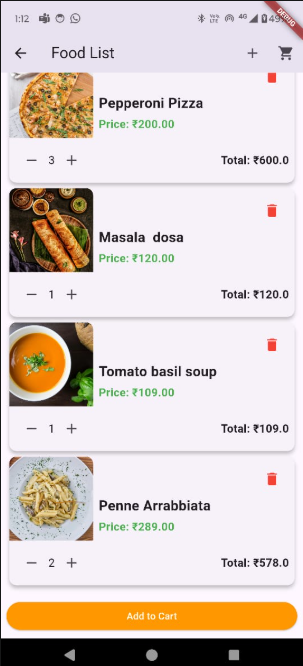 1:12
4G
49
DEBUG
Food List
Pepperoni Pizza
Price: ₹200.00
3
Total: ₹600.0
Masala  dosa
Price: ₹120.00
1
Total: ₹120.0
Tomato basil soup
Price: ₹109.00
1
Total: ₹109.0
Penne Arrabbiata
Price: ₹289.00
2
Total: ₹578.0
Add to Cart